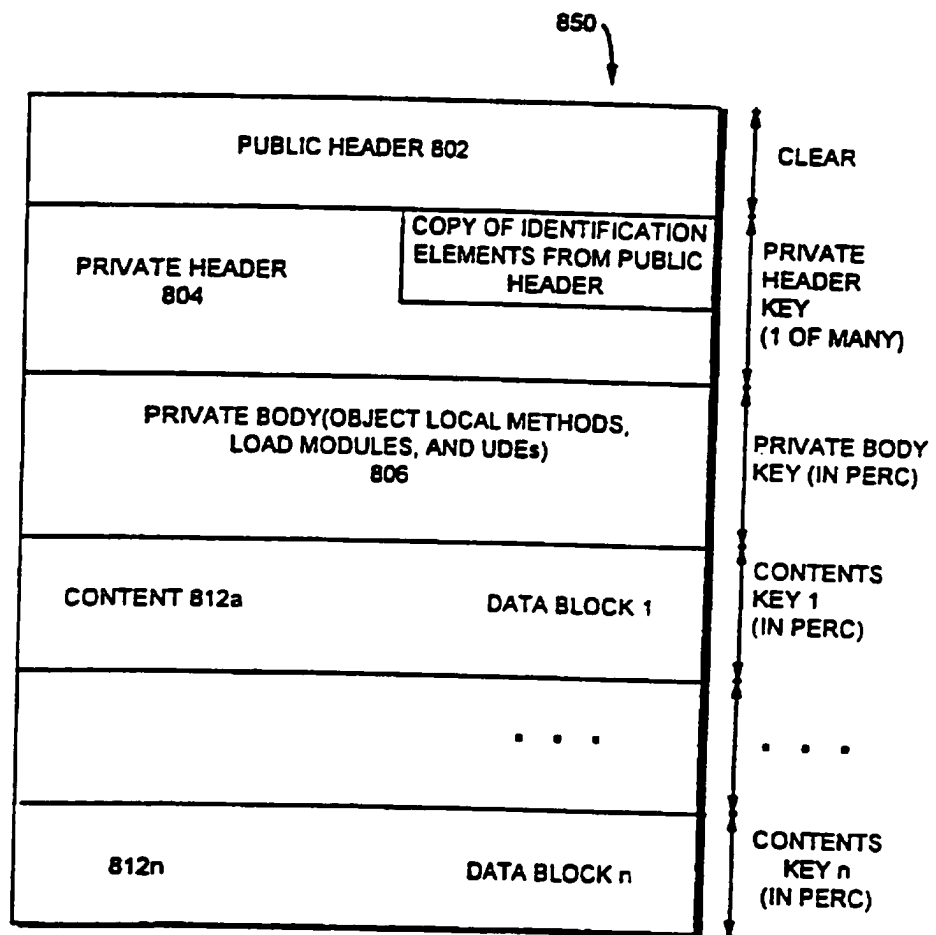 850
PUBLIC HEADER 802
CLEAR
COPY OF IDENTIFICATION
ELEMENTS FROM PUBLIC
HEADER
PRIVATE HEADER
804
PRIVATE
HEADER
KEY
(1 OF MANY)
PRIVATE BODY(OBJECT LOCAL METHODS,
LOAD MODULES, AND UDEs)
806
PRIVATE BODY
KEY (IN PERC)
CONTENT 812a
DATA BLOCK 1
CONTENTS
KEY 1
(IN PERC)
. . .
. . .
812n
DATA BLOCK n
CONTENTS
KEY n
(IN PERC)